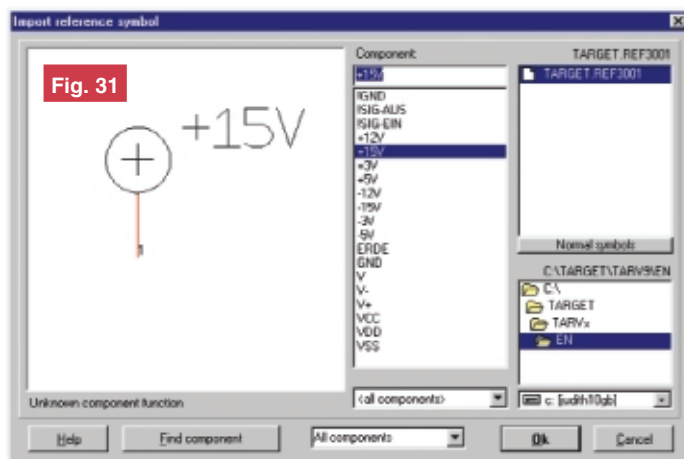 Import reference symbol
Fig. 31
+15V
1
Unknown component function
Component:
+15V
!GND
!SIG-AUS
!SIG-EIN
+12V
+15V
+3V
+5V
-12V
-15V
-3V
-5V
ERDE
GND
V
V-
V+
VCC
VDD
VSS
<all components>
TARGET.REF3001
TARGET.REF3001
Normal symbols
C:\TARGET\TARV9\EN
C:\
TARGET
TARVx
EN
c: [judith10gb]
Help
Find component
All components
Ok
Cancel